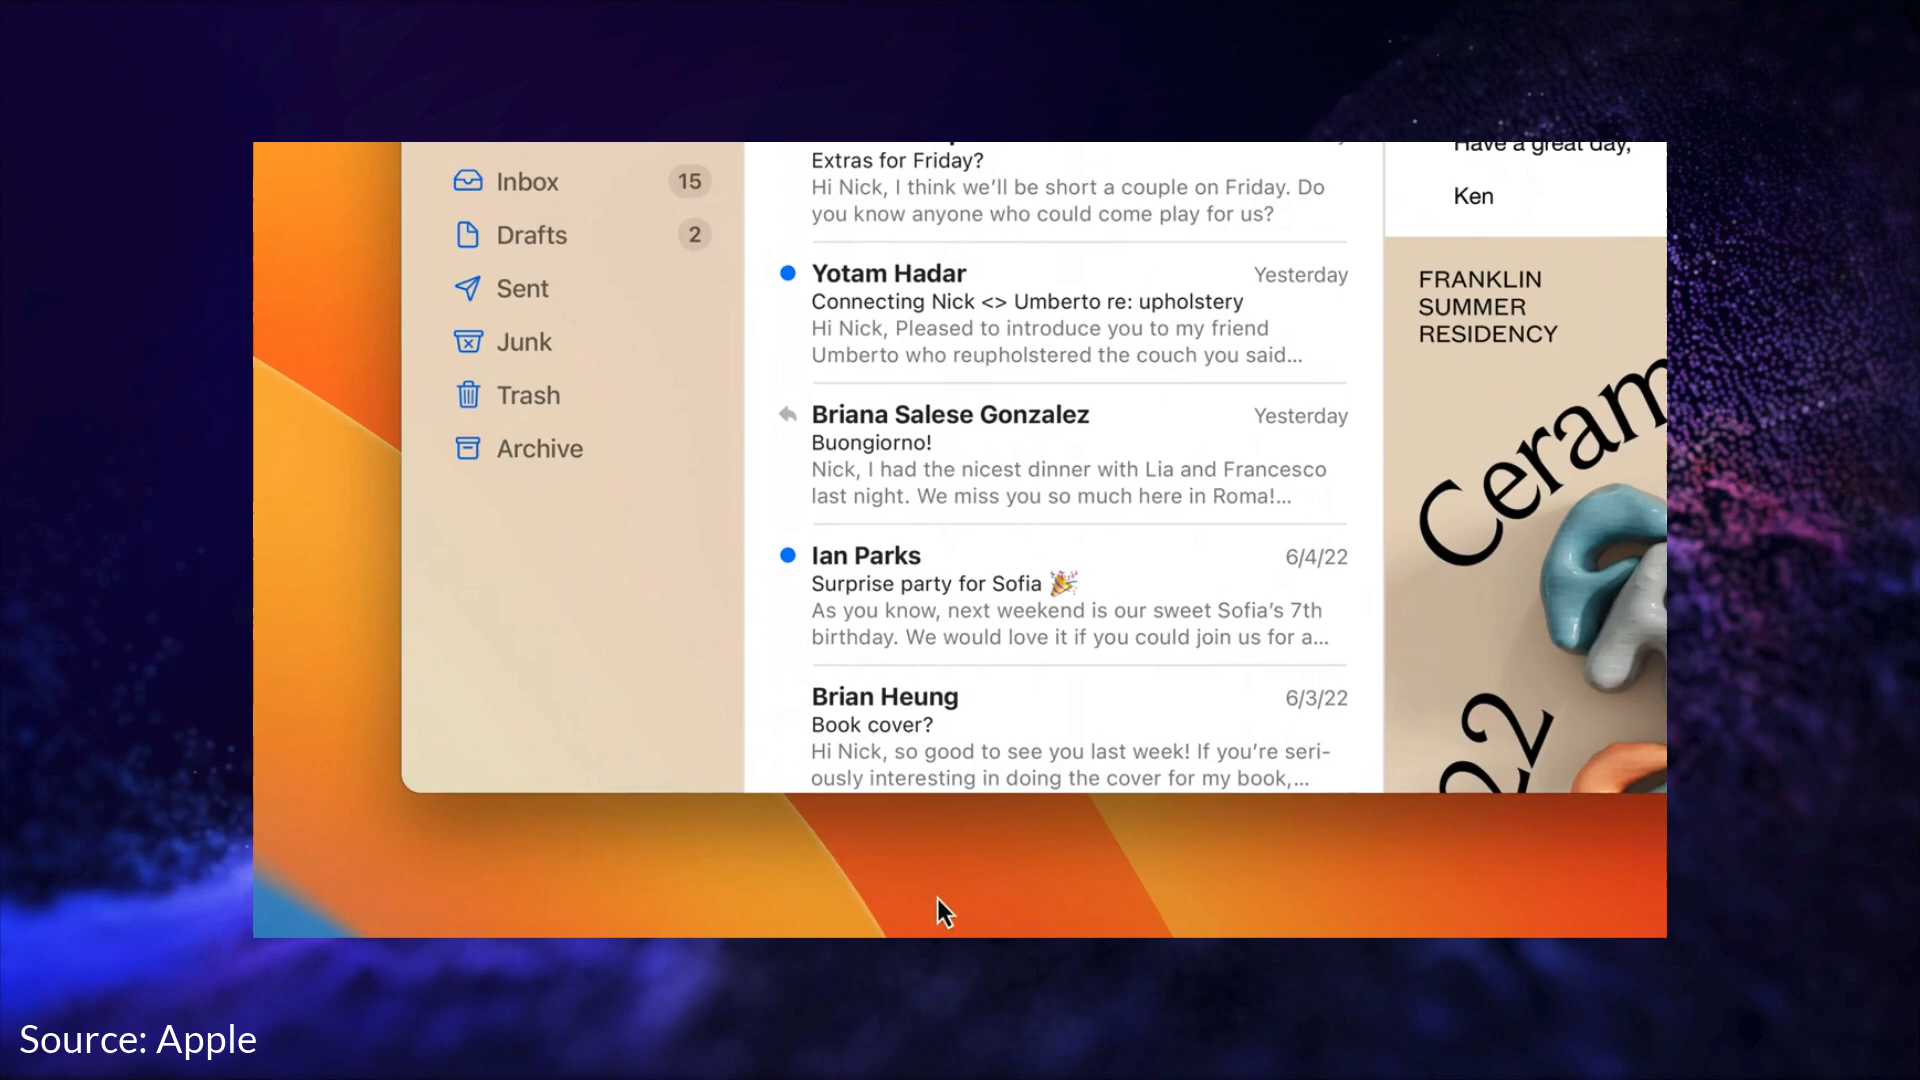 Inbox 15
Drafts 2
Sent
Junk
Trash
Archive
Extras for Friday?
Hi Nick, I think we’ll be short a couple on Friday. Do
you know anyone who could come play for us?
Yotam Hadar Yesterday
Connecting Nick <> Umberto re: upholstery
Hi Nick, Pleased to introduce you to my friend
Umberto who reupholstered the couch you said...
Briana Salese Gonzalez Yesterday
Buongiorno!
Nick, I had the nicest dinner with Lia and Francesco
last night. We miss you so much here in Roma!...
Ian Parks 6/4/22
Surprise party for Sofia 🎉
As you know, next weekend is our sweet Sofia’s 7th
birthday. We would love it if you could join us for a...
Brian Heung 6/3/22
Book cover?
Hi Nick, so good to see you last week! If you’re seri-
ously interesting in doing the cover for my book,...
Have a great day,
Ken
FRANKLIN
SUMMER
RESIDENCY
Ceram
22
Source: Apple